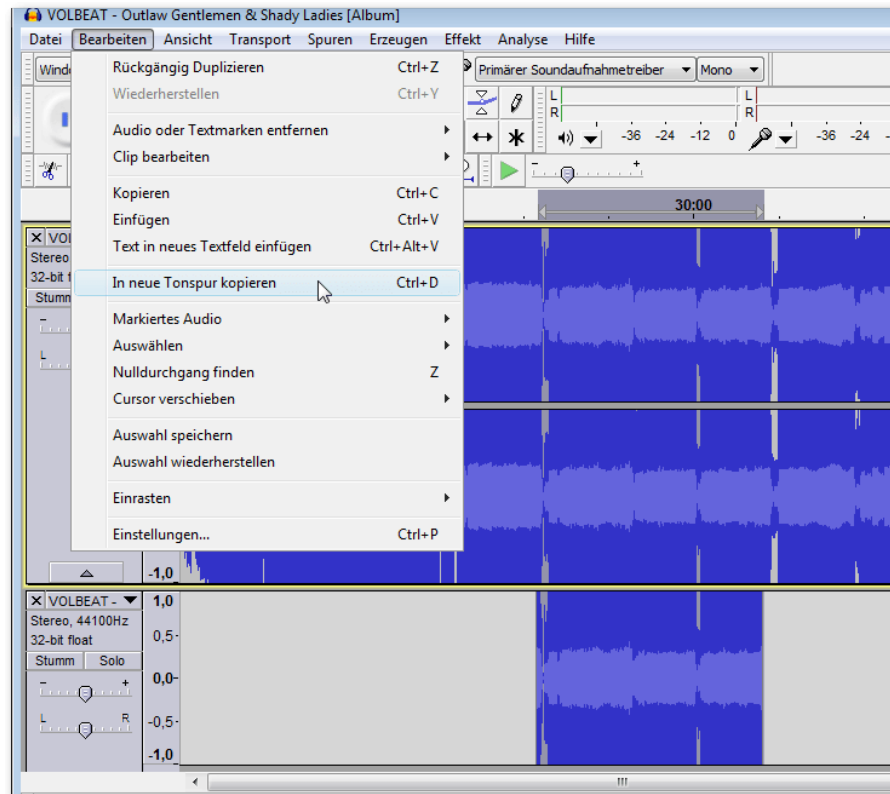 VOLBEAT - Outlaw Gentlemen & Shady Ladies [Album]
Datei Bearbeiten Ansicht Transport Spuren Erzeugen Effekt Analyse Hilfe
Primärer Soundaufnahmetreiber Mono
Rückgängig Duplizieren Ctrl+Z
Wiederherstellen Ctrl+Y
Audio oder Textmarken entfernen
Clip bearbeiten
Kopieren Ctrl+C
Einfügen Ctrl+V
Text in neues Textfeld einfügen Ctrl+Alt+V
In neue Tonspur kopieren Ctrl+D
Markiertes Audio
Auswählen
Nulldurchgang finden Z
Cursor verschieben
Auswahl speichern
Auswahl wiederherstellen
Einrasten
Einstellungen... Ctrl+P
L L
R R
-36 -24 -12 0 -36 -24
- +
30:00
Stereo
32-bit
Stumm
-
L
-1,0
VOLBEAT - 1,0
Stereo, 44100Hz
32-bit float 0,5-
Stumm Solo
- + 0,0-
L R -0,5-
-1,0